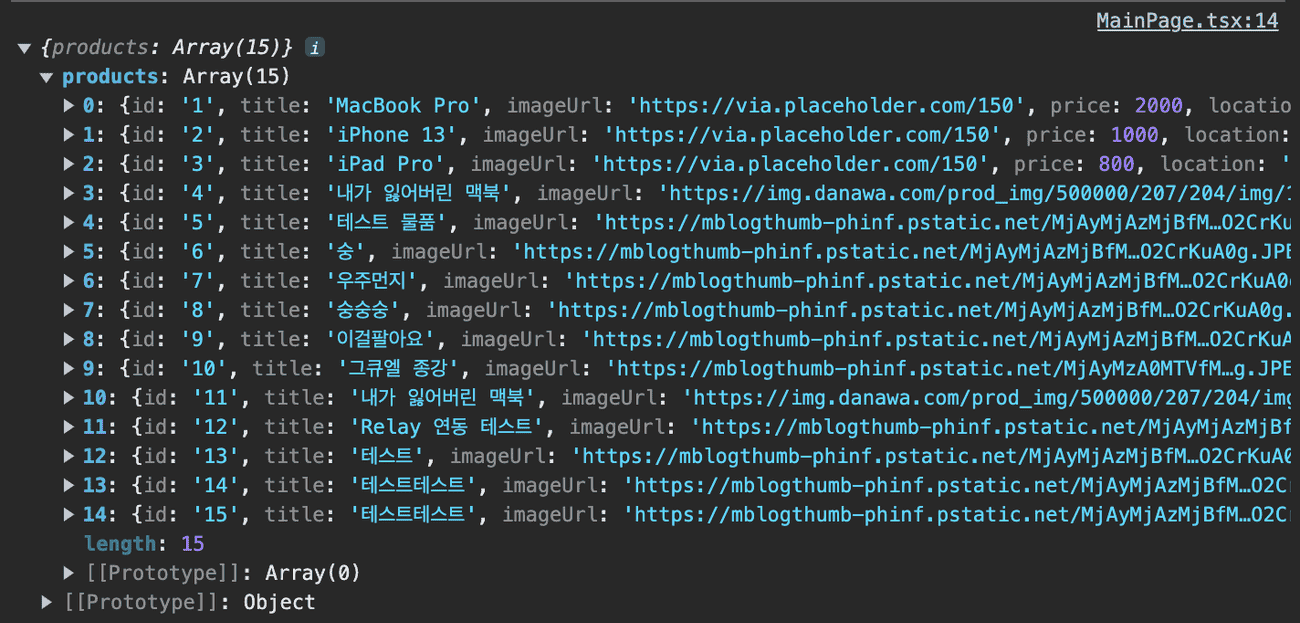 MainPage.tsx:14
▼ {products: Array(15)} i
▼ products: Array(15)
▶ 0: {id: '1', title: 'MacBook Pro', imageUrl: 'https://via.placeholder.com/150', price: 2000, locatio
▶ 1: {id: '2', title: 'iPhone 13', imageUrl: 'https://via.placeholder.com/150', price: 1000, location:
▶ 2: {id: '3', title: 'iPad Pro', imageUrl: 'https://via.placeholder.com/150', price: 800, location: '
▶ 3: {id: '4', title: '내가 잃어버린 맥북', imageUrl: 'https://img.danawa.com/prod_img/500000/207/204/img/1
▶ 4: {id: '5', title: '테스트 물품', imageUrl: 'https://mblogthumb-phinf.pstatic.net/MjAyMjAzMjBfM…O2CrKu
▶ 5: {id: '6', title: '숭', imageUrl: 'https://mblogthumb-phinf.pstatic.net/MjAyMjAzMjBfM…O2CrKuA0g.JPE
▶ 6: {id: '7', title: '우주먼지', imageUrl: 'https://mblogthumb-phinf.pstatic.net/MjAyMjAzMjBfM…O2CrKuA0
▶ 7: {id: '8', title: '숭숭숭', imageUrl: 'https://mblogthumb-phinf.pstatic.net/MjAyMjAzMjBfM…O2CrKuA0g.
▶ 8: {id: '9', title: '이걸팔아요', imageUrl: 'https://mblogthumb-phinf.pstatic.net/MjAyMjAzMjBfM…O2CrKuA
▶ 9: {id: '10', title: '그큐엘 종강', imageUrl: 'https://mblogthumb-phinf.pstatic.net/MjAyMzA0MTVfM…g.JPE
▶ 10: {id: '11', title: '내가 잃어버린 맥북', imageUrl: 'https://img.danawa.com/prod_img/500000/207/204/img
▶ 11: {id: '12', title: 'Relay 연동 테스트', imageUrl: 'https://mblogthumb-phinf.pstatic.net/MjAyMjAzMjBf
▶ 12: {id: '13', title: '테스트', imageUrl: 'https://mblogthumb-phinf.pstatic.net/MjAyMjAzMjBfM…O2CrKuA0
▶ 13: {id: '14', title: '테스트테스트', imageUrl: 'https://mblogthumb-phinf.pstatic.net/MjAyMjAzMjBfM…O2C
▶ 14: {id: '15', title: '테스트테스트', imageUrl: 'https://mblogthumb-phinf.pstatic.net/MjAyMjAzMjBfM…O2C
length: 15
▶ [[Prototype]]: Array(0)
▶ [[Prototype]]: Object